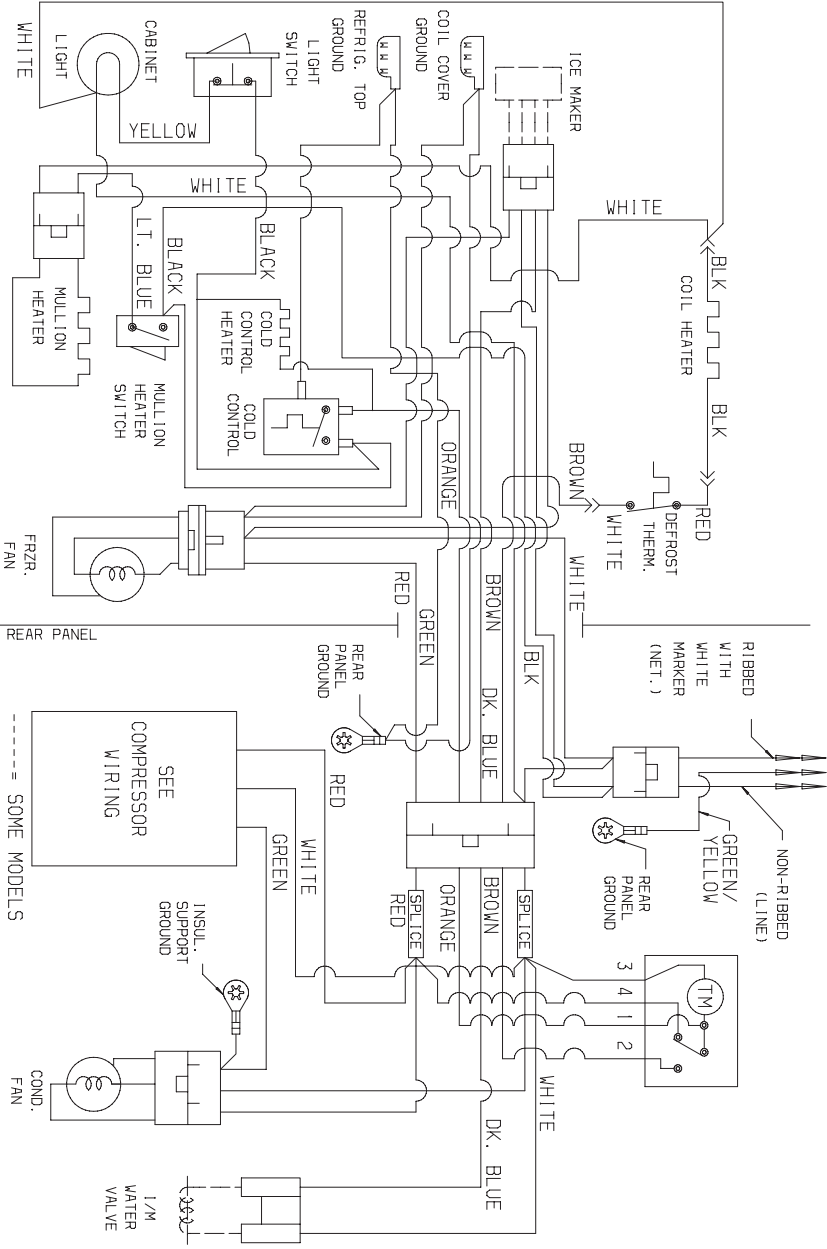 WHITE
CABINET
LIGHT
LIGHT
SWITCH
REFRIG. TOP
GROUND
COIL COVER
GROUND
ICE MAKER
YELLOW
WHITE
WHITE
BLK
COIL HEATER
BLK
LT. BLUE
BLACK
BLACK
MULLION
HEATER
MULLION
HEATER
SWITCH
COLD
CONTROL
HEATER
COLD
CONTROL
ORANGE
BROWN
RED
DEFROST
THERM.
WHITE
FRZR.
FAN
RED
GREEN
BROWN
WHITE
REAR PANEL
REAR
PANEL
GROUND
DK. BLUE
BLK
RIBBED
WITH
WHITE
MARKER
(NET.)
SEE
COMPRESSOR
WIRING
RED
WHITE
GREEN
GREEN/
YELLOW
NON-RIBBED
(LINE)
REAR
PANEL
GROUND
-----= SOME MODELS
INSUL.
SUPPORT
GROUND
SPLICE
RED
ORANGE
BROWN
SPLICE
3
4
1
2
TM
WHITE
COND.
FAN
DK. BLUE
I/M
WATER
VALVE